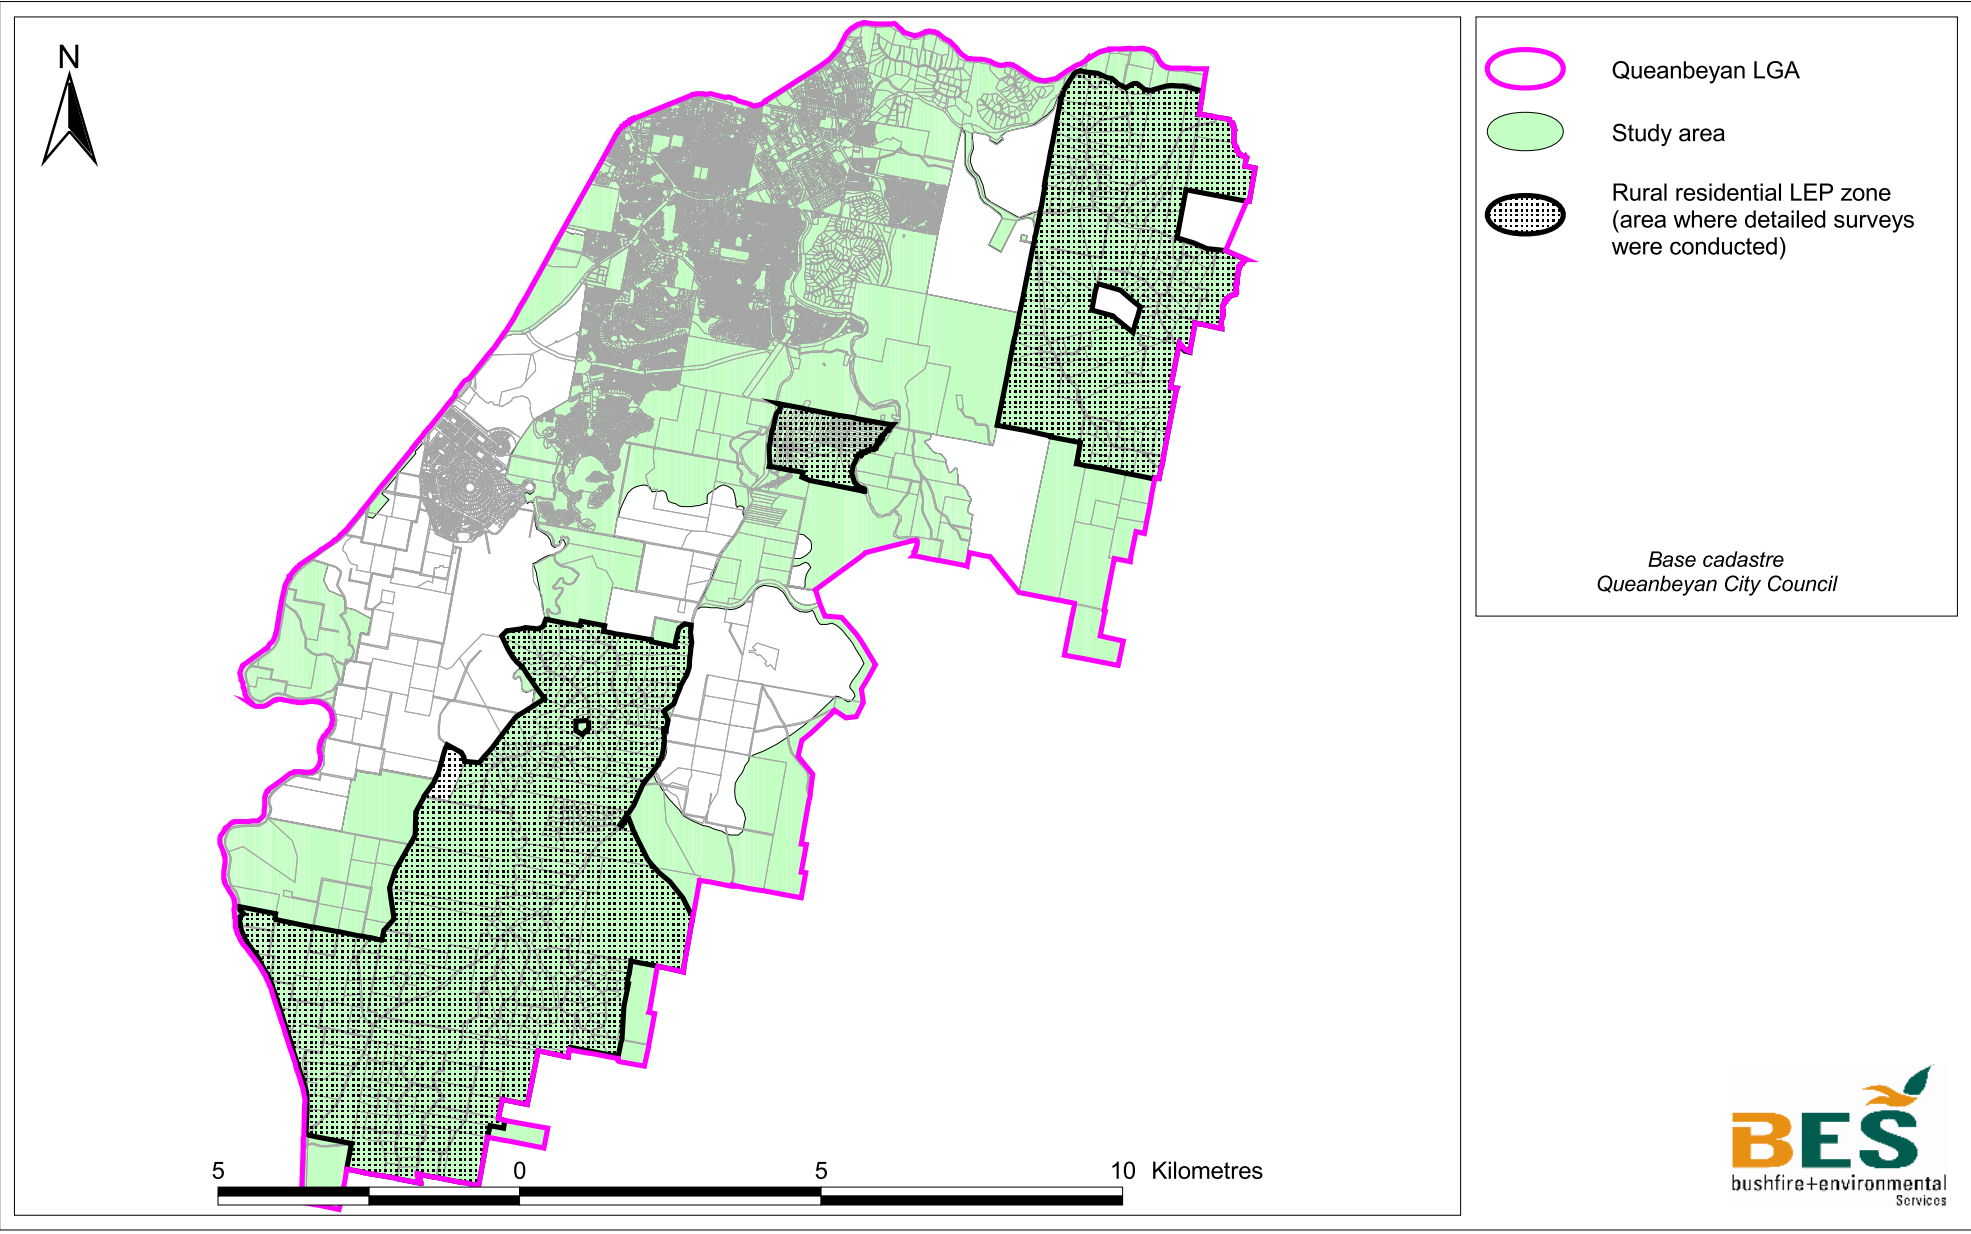 N
Queanbeyan LGA
Study area
Rural residential LEP zone
(area where detailed surveys
were conducted)
Base cadastre
Queanbeyan City Council
5 0 5 10 Kilometres
BES
bushfire+environmental
Services